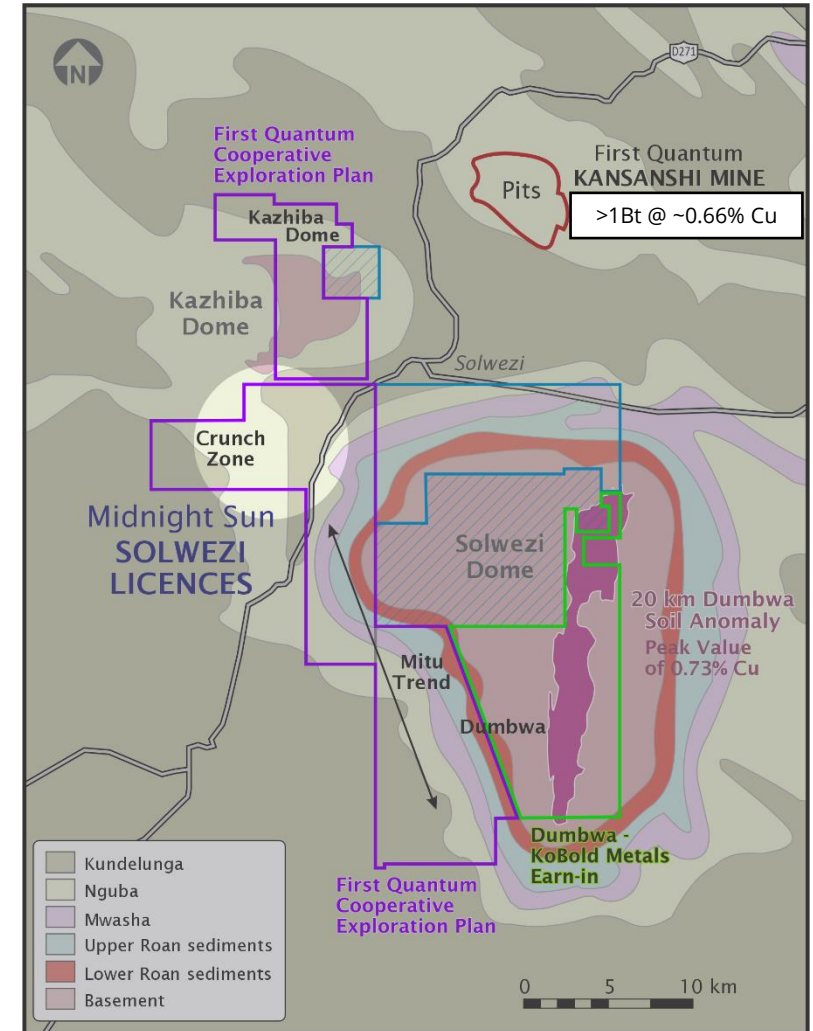 N
D271
First Quantum
Cooperative
Exploration Plan
First Quantum
KANSANSHI MINE
>1Bt @ ~0.66% Cu
Pits
Kazhiba
Dome
Kazhiba
Dome
Solwezi
Crunch
Zone
Midnight Sun
SOLWEZI
LICENCES
Solwezi
Dome
20 km Dumbwa
Soil Anomaly
Peak Value
of 0.73% Cu
Mitu
Trend
Dumbwa
Dumbwa -
KoBold Metals
Earn-in
First Quantum
Cooperative
Exploration Plan
Kundelunga
Nguba
Mwasha
Upper Roan sediments
Lower Roan sediments
Basement
0 5 10 km